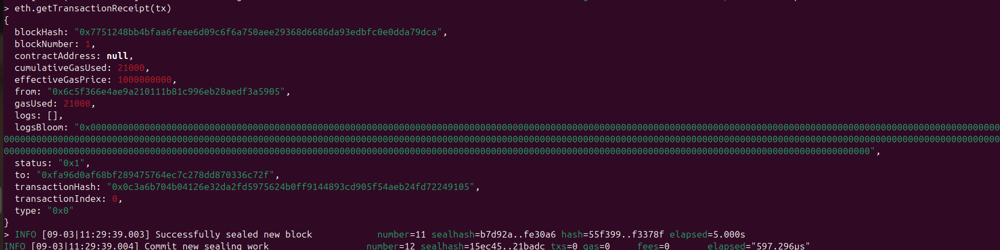 > eth.getTransactionReceipt(tx)
{
  blockHash: "0x7751248bb4bfaa6feae6d09c6f6a750aee29368d6686da93edbfc0e0dda79dca",
  blockNumber: 1,
  contractAddress: null,
  cumulativeGasUsed: 21000,
  effectiveGasPrice: 1000000000,
  from: "0x6c5f366e4ae9a210111b81c996eb28aedf3a5905",
  gasUsed: 21000,
  logs: [],
  logsBloom: "0x000000000000000000000000000000000000000000000000000000000000000000000000000000000000000000000000000000000000000000000000000000000000000000000000000000000000000000000000
0000000000000000000000000000000000000000000000000000000000000000000000000000000000000000000000000000000000000000000000000000000000000000000000000000000000000000000000000000000000000000
0000000000000000000000000000000000000000000000000000000000000000000000000000000000000000000000000000000000000000000000000000000000000000000000000000000000000000",
  status: "0x1",
  to: "0xfa96d0af68bf289475764ec7c278dd870336c72f",
  transactionHash: "0x0c3a6b704b04126e32da2fd5975624b0ff9144893cd905f54aeb24fd72249105",
  transactionIndex: 0,
  type: "0x0"
}
> INFO [09-03|11:29:39.003] Successfully sealed new block            number=11 sealhash=b7d92a..fe30a6 hash=55f399..f3378f elapsed=5.000s
INFO [09-03|11:29:39.004] Commit new sealing work                  number=12 sealhash=15ec45..21badc txs=0 gas=0     fees=0       elapsed="597.296µs"